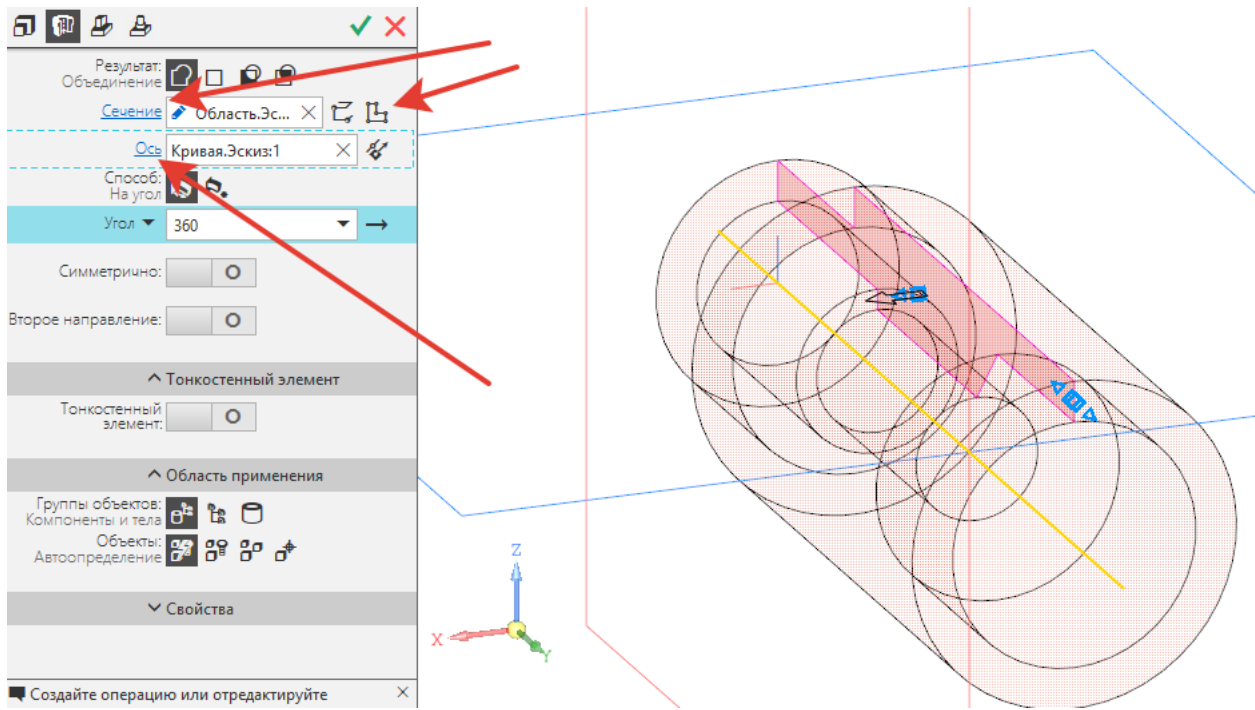 Результат:
Объединение
Сечение
Область.Эс...
Ось
Кривая.Эскиз:1
Способ:
На угол
Угол
360
Симметрично:
Второе направление:
Тонкостенный элемент
Тонкостенный
элемент:
Область применения
Группы объектов:
Компоненты и тела
Объекты:
Автоопределение
Свойства
Создайте операцию или отредактируйте
Z
X
Y